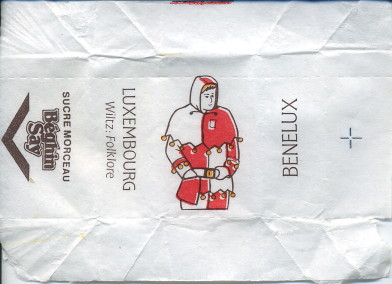 SUCRE MORCEAU
Béghin
Say
LUXEMBOURG
Wiltz: Folklore
BENELUX